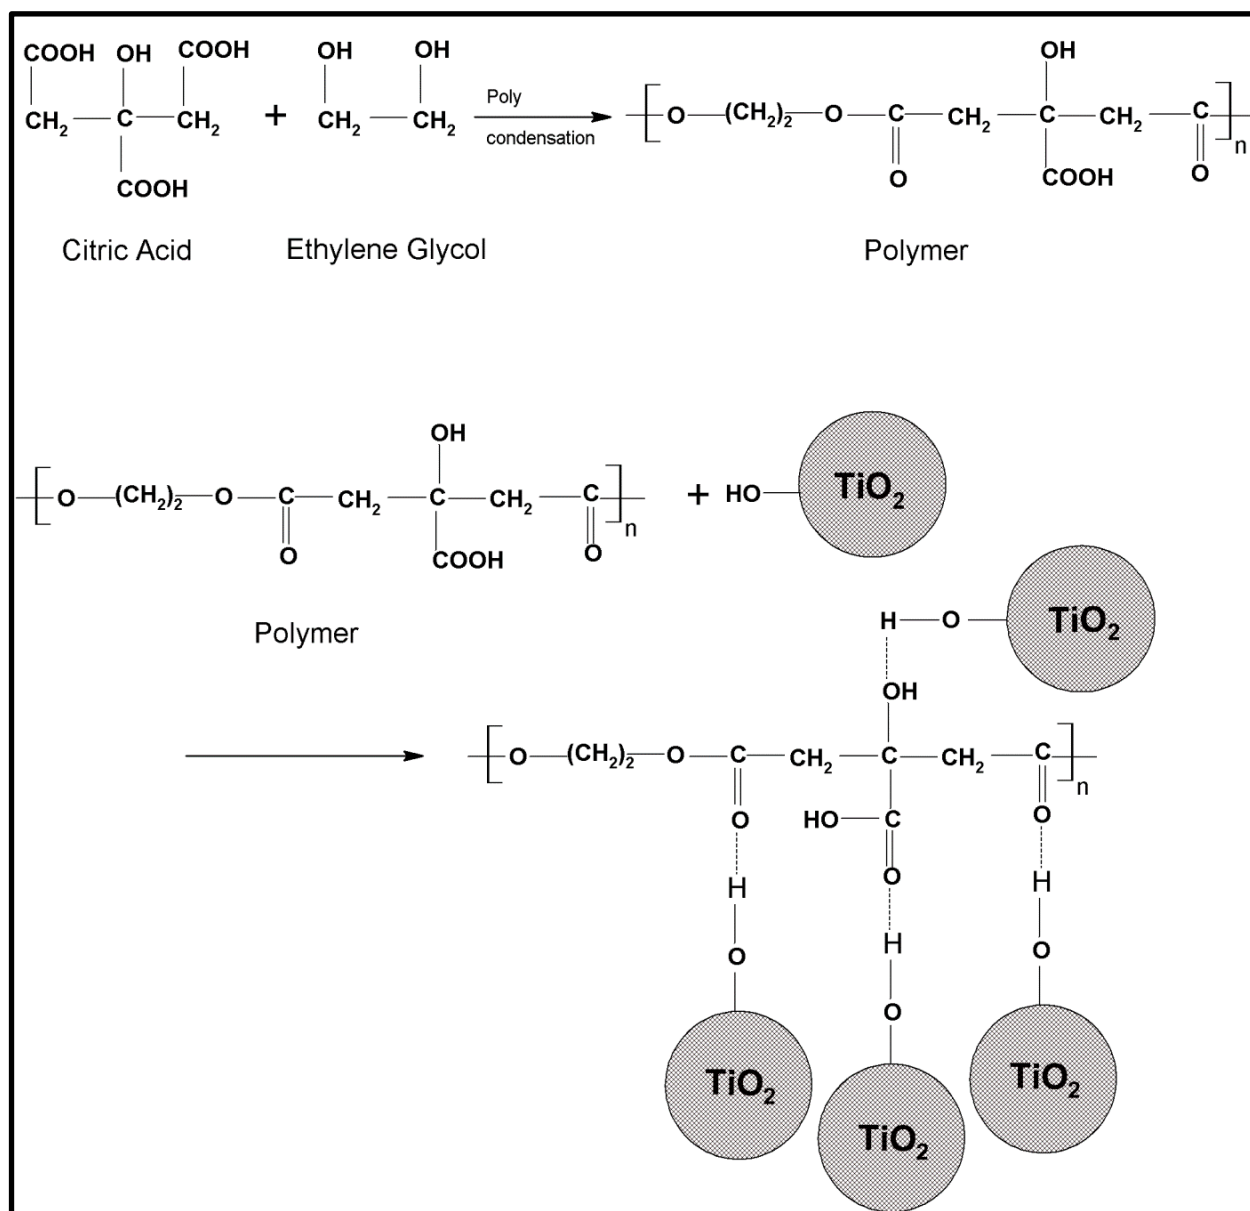 COOH OH COOH
CH₂ C CH₂
COOH
Citric Acid
+
OH OH
CH₂ CH₂
Ethylene Glycol
Poly
condensation
OH
O (CH₂)₂ O C CH₂ C CH₂ C n
O COOH O
Polymer
OH
O (CH₂)₂ O C CH₂ C CH₂ C n
O COOH O
Polymer
+
HO TiO₂
H O TiO₂
OH
O (CH₂)₂ O C CH₂ C CH₂ C n
O HO C O
O
H H H
O O O
TiO₂ TiO₂ TiO₂